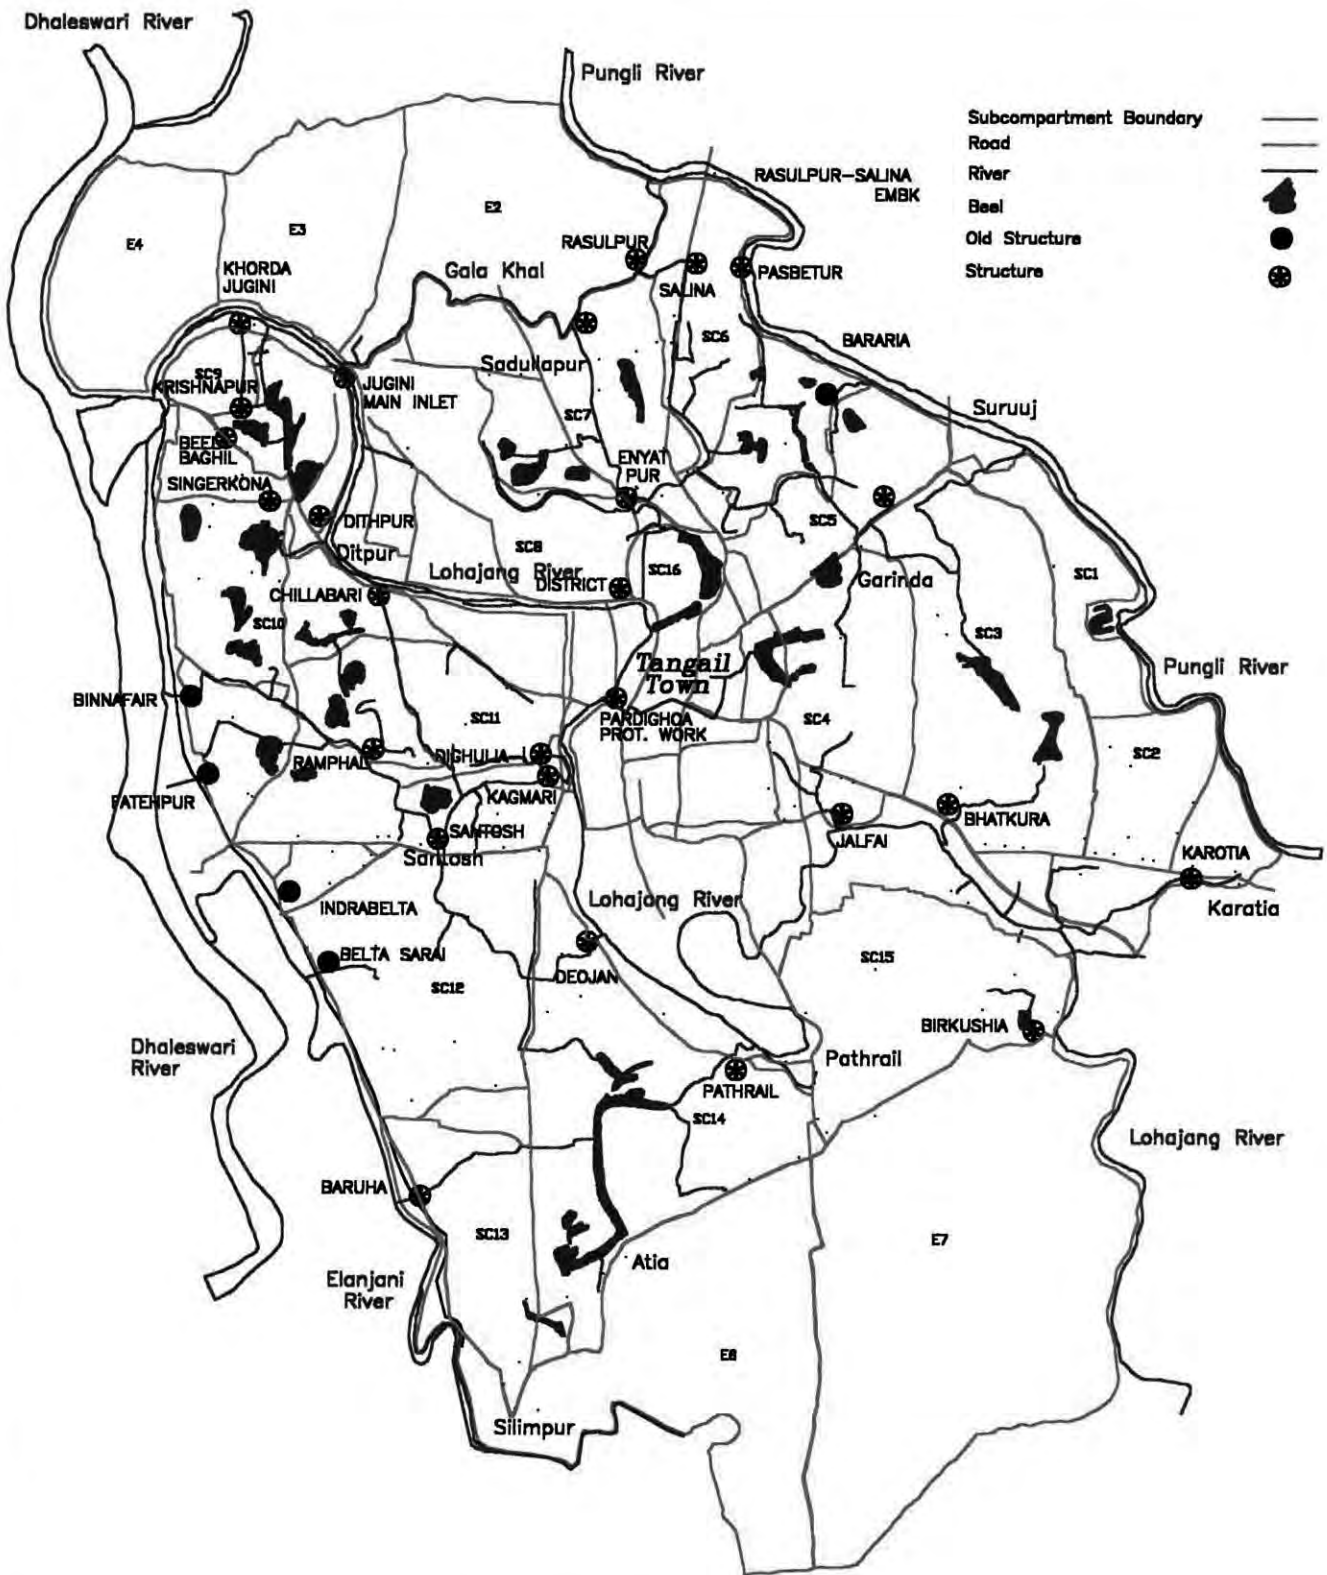 Dhaleswari River
Pungli River
Subcompartment Boundary
Road
River
Beel
Old Structure
Structure
RASULPUR-SALINA
EMBK
E2
E3
E4
RASULPUR
KHORDA
JUGINI
Gala Khal
SALINA
PASBETUR
BARARIA
SC6
Sadullapur
SC9
KRISHNAPUR
JUGINI
MAIN INLET
SC7
Suruuj
BEEL
BAGHIL
ENYAT
PUR
SINGERKONA
DITHPUR
SC5
Ditpur
SC8
Lohajang River
SC16
DISTRICT
Garinda
SC1
CHILLABARI
SC10
SC3
Tangail
Town
Pungli River
BINNAFAIR
SC11
PARDIGHOA
PROT. WORK
SC4
SC2
RAMPHAL
DIGHULIA
FATEHPUR
KAGMARI
BHATKURA
SANTOSH
Santosh
JALFAI
KAROTIA
Karatia
INDRABELTA
Lohajang River
BELTA SARAI
SC12
DEOJAN
SC15
BIRKUSHIA
Dhaleswari
River
Pathrail
PATHRAIL
SC14
Lohajang River
BARUHA
SC13
Atia
E7
Elanjani
River
E6
Silimpur